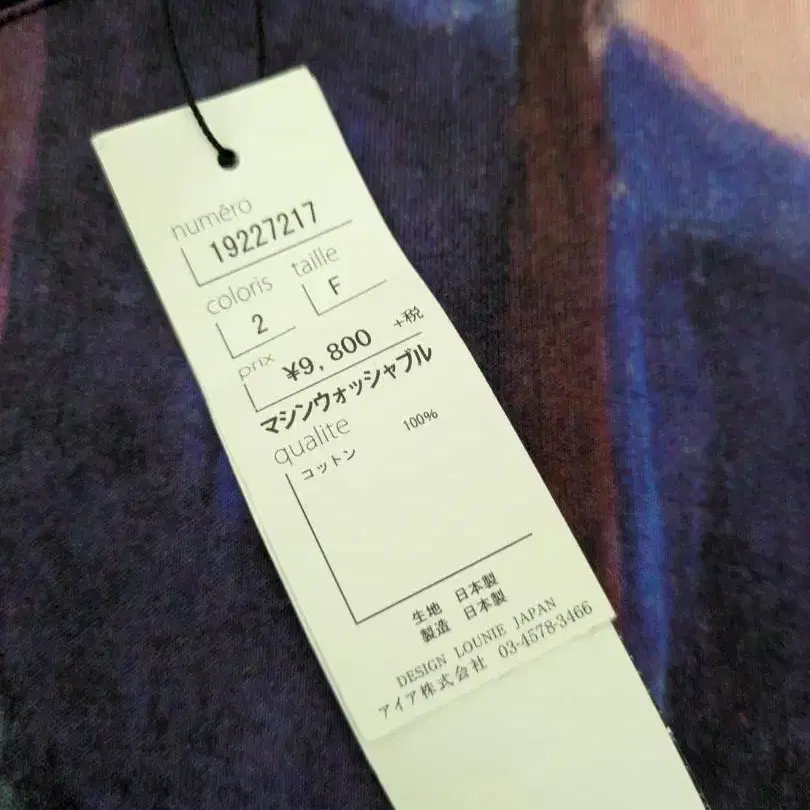 numéro
19227217
coloris taille
2 F
prix
¥9,800 +税
マシンウォッシャブル
qualite
コットン 100%
生地 日本製
製造 日本製
DESIGN LOUNIE JAPAN
アイア株式会社 03-4578-3466